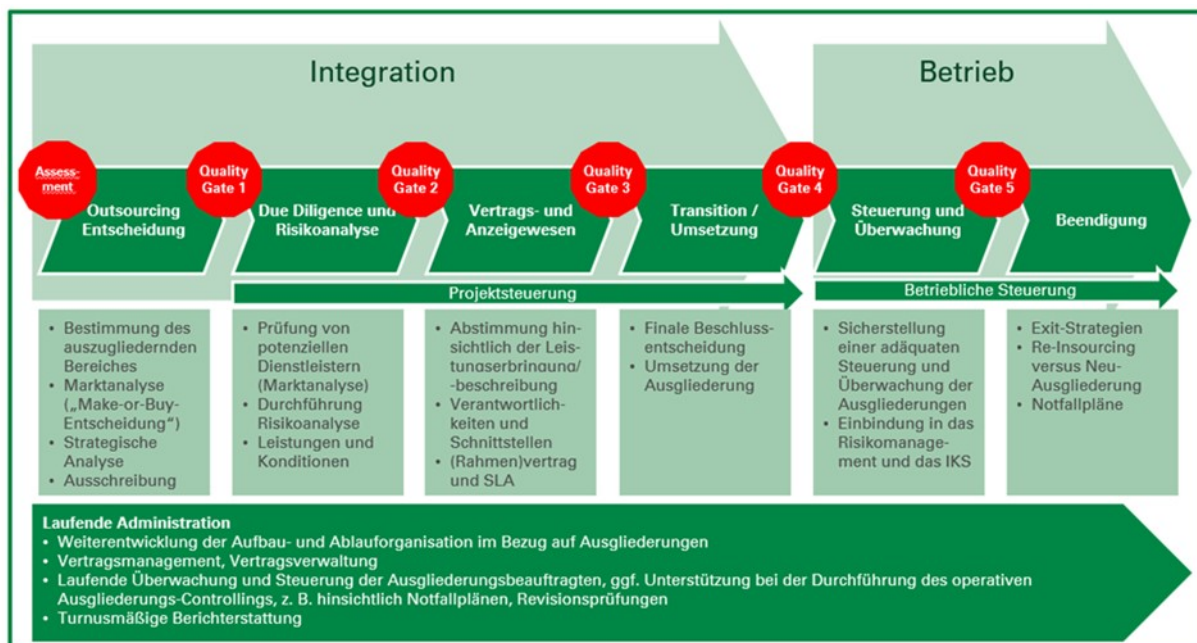 Integration
Betrieb
Assess-
ment
Quality
Gate 1
Quality
Gate 2
Quality
Gate 3
Quality
Gate 4
Quality
Gate 5
Outsourcing
Entscheidung
Due Diligence und
Risikoanalyse
Vertrags- und
Anzeigewesen
Transition /
Umsetzung
Steuerung und
Überwachung
Beendigung
Projektsteuerung
Betriebliche Steuerung
• Bestimmung des
auszugliedernden
Bereiches
• Marktanalyse
(„Make-or-Buy-
Entscheidung“)
• Strategische
Analyse
• Ausschreibung
• Prüfung von
potenziellen
Dienstleistern
(Marktanalyse)
• Durchführung
Risikoanalyse
• Leistungen und
Konditionen
• Abstimmung hin-
sichtlich der Leis-
tungserbringung/
-beschreibung
• Verantwortlich-
keiten und
Schnittstellen
• (Rahmen)vertrag
und SLA
• Finale Beschluss-
entscheidung
• Umsetzung der
Ausgliederung
• Sicherstellung
einer adäquaten
Steuerung und
Überwachung der
Ausgliederungen
• Einbindung in das
Risikomanage-
ment und das IKS
• Exit-Strategien
• Re-Insourcing
versus Neu-
Ausgliederung
• Notfallpläne
Laufende Administration
• Weiterentwicklung der Aufbau- und Ablauforganisation im Bezug auf Ausgliederungen
• Vertragsmanagement, Vertragsverwaltung
• Laufende Überwachung und Steuerung der Ausgliederungsbeauftragten, ggf. Unterstützung bei der Durchführung des operativen
Ausgliederungs-Controllings, z. B. hinsichtlich Notfallplänen, Revisionsprüfungen
• Turnusmäßige Berichterstattung